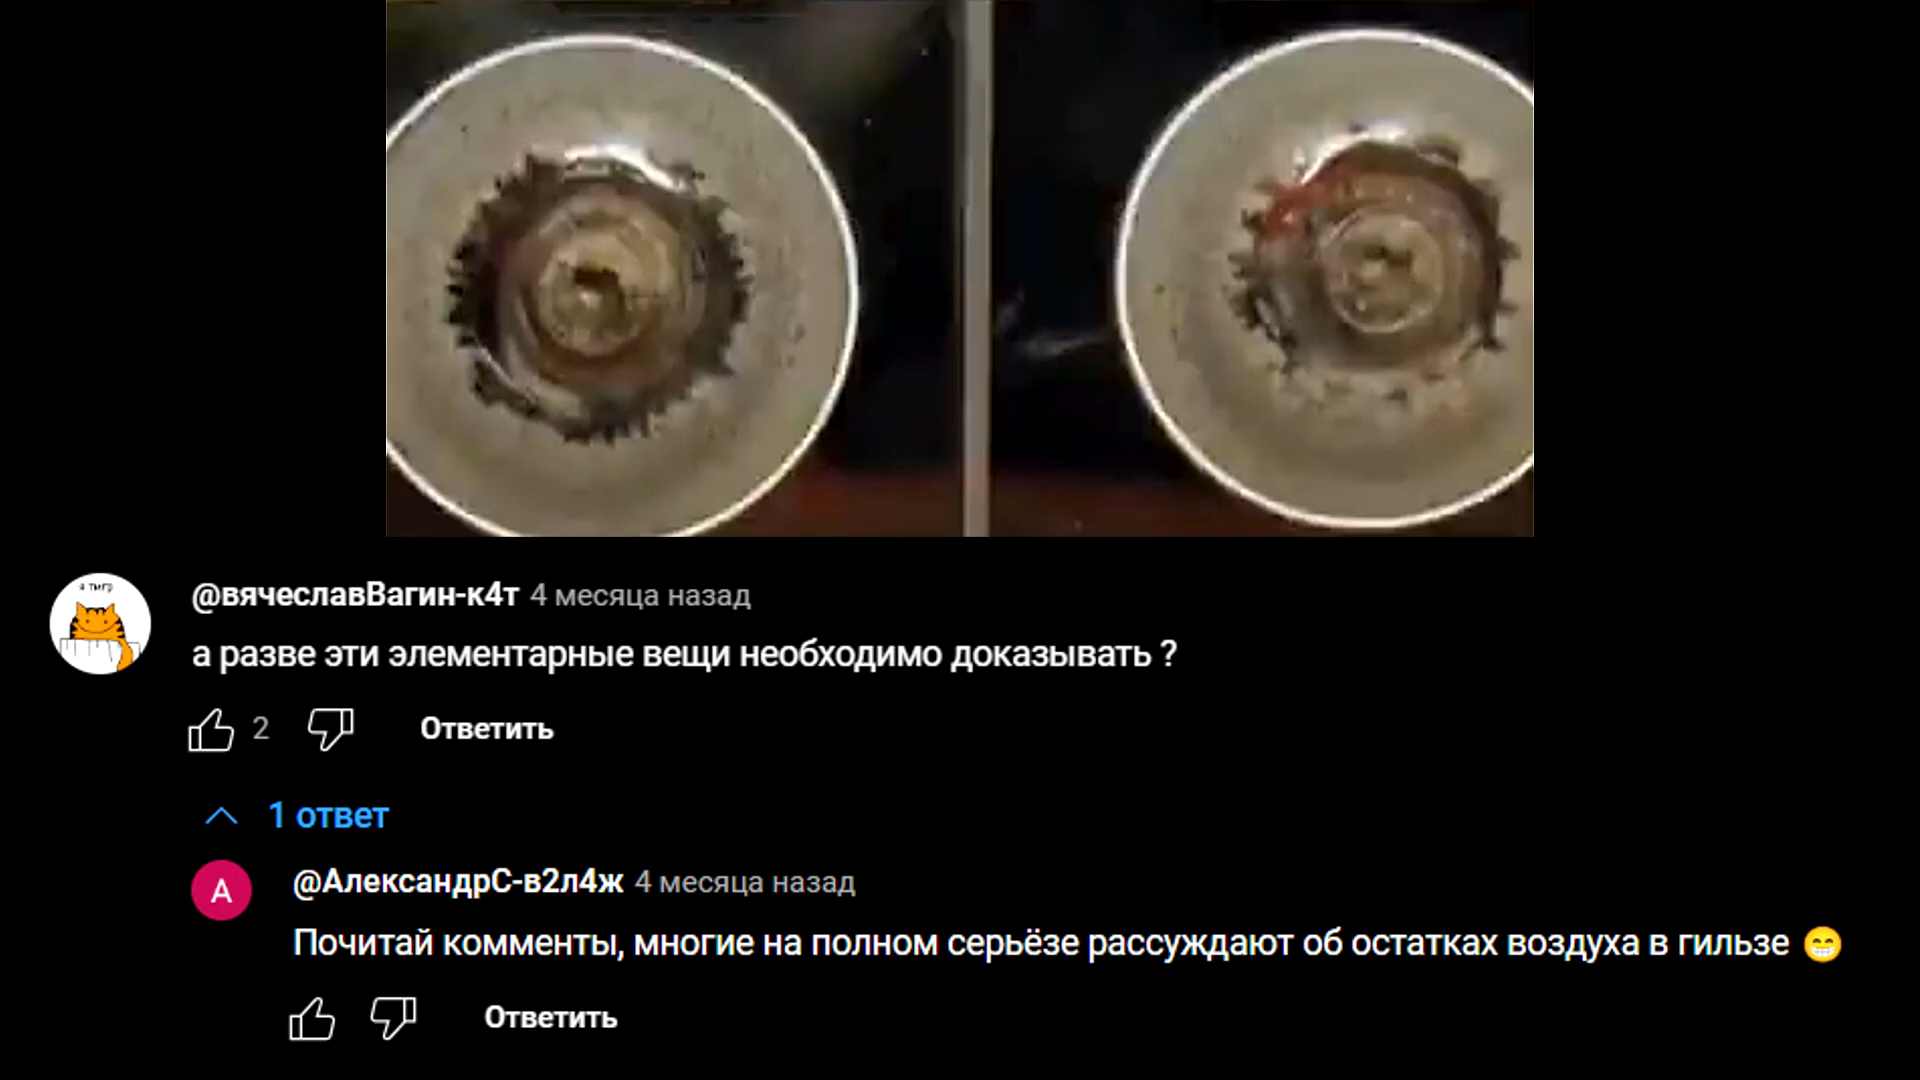 я тигр
@вячеславВагин-к4т 4 месяца назад
а разве эти элементарные вещи необходимо доказывать ?
2
Ответить
1 ответ
А
@АлександрС-в2л4ж 4 месяца назад
Почитай комменты, многие на полном серьёзе рассуждают об остатках воздуха в гильзе 😁
Ответить